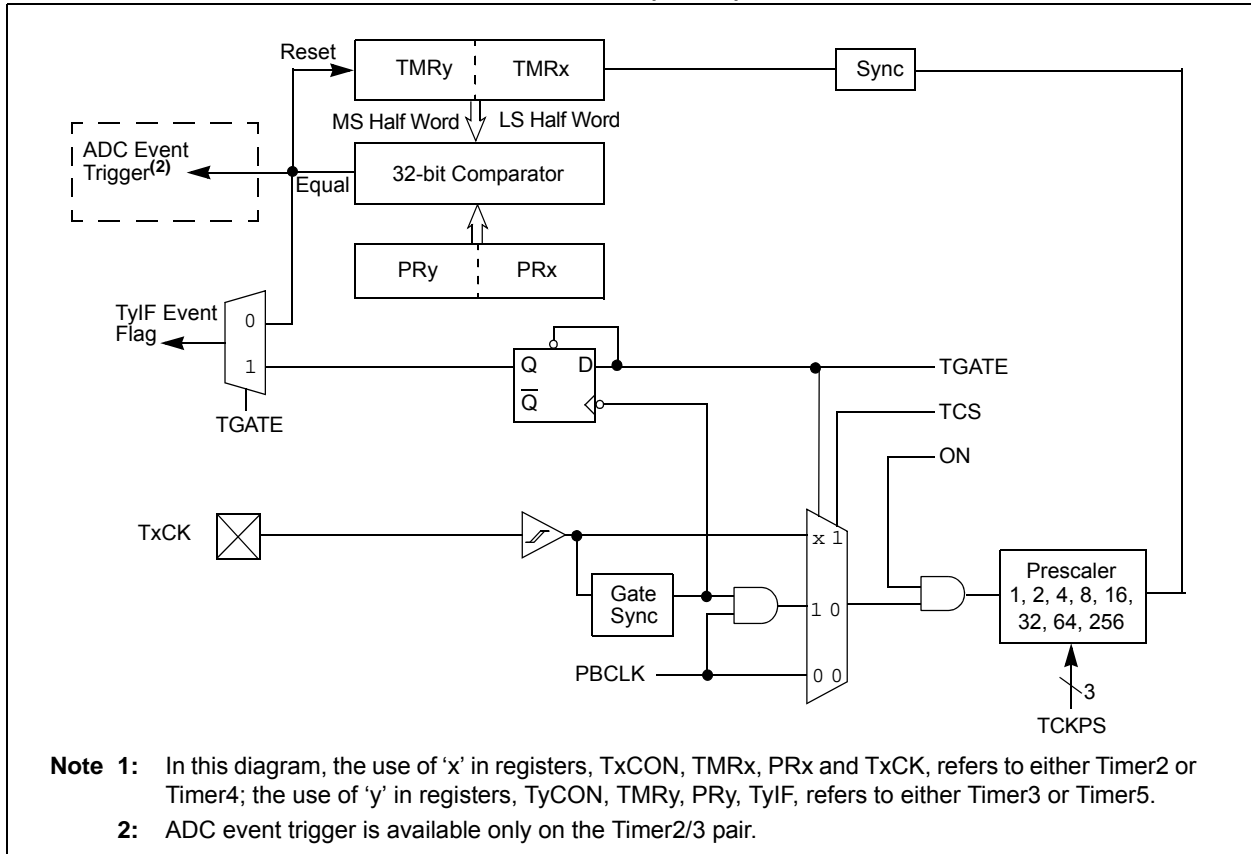 Reset
TMRy TMRx
Sync
MS Half Word LS Half Word
ADC Event
Trigger(2)
Equal
32-bit Comparator
PRy PRx
TyIF Event
Flag
0
1
TGATE
Q D
Q̅
TGATE
TCS
ON
TxCK
x 1
Gate
Sync
1 0
Prescaler
1, 2, 4, 8, 16,
32, 64, 256
PBCLK
0 0
3
TCKPS
Note 1: In this diagram, the use of ‘x’ in registers, TxCON, TMRx, PRx and TxCK, refers to either Timer2 or
Timer4; the use of ‘y’ in registers, TyCON, TMRy, PRy, TyIF, refers to either Timer3 or Timer5.
2: ADC event trigger is available only on the Timer2/3 pair.